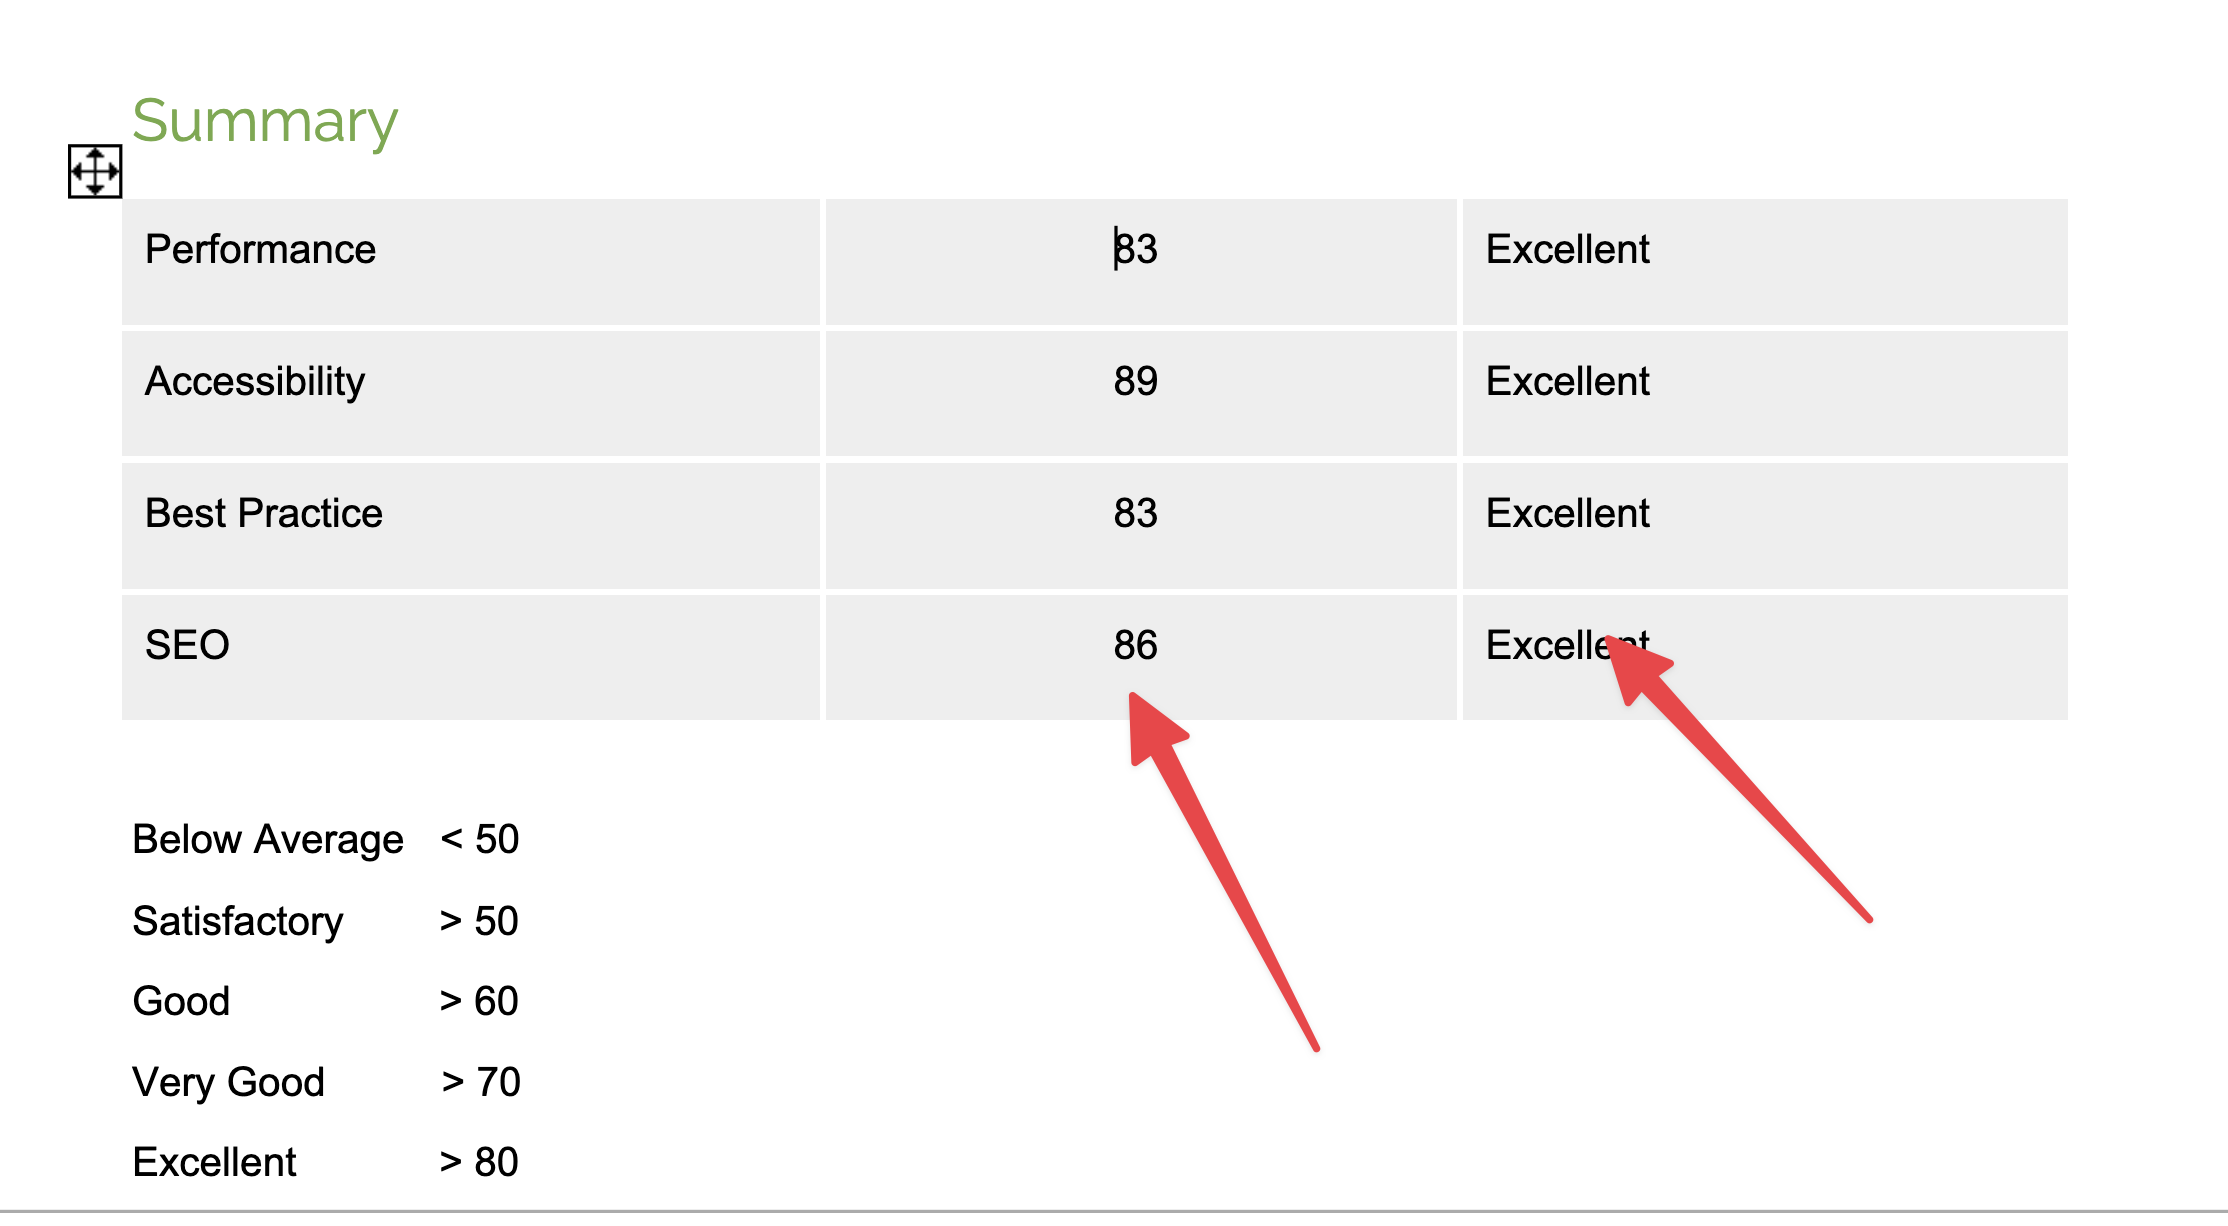 Summary
Performance 83 Excellent
Accessibility 89 Excellent
Best Practice 83 Excellent
SEO 86 Excellent
Below Average < 50
Satisfactory > 50
Good > 60
Very Good > 70
Excellent > 80